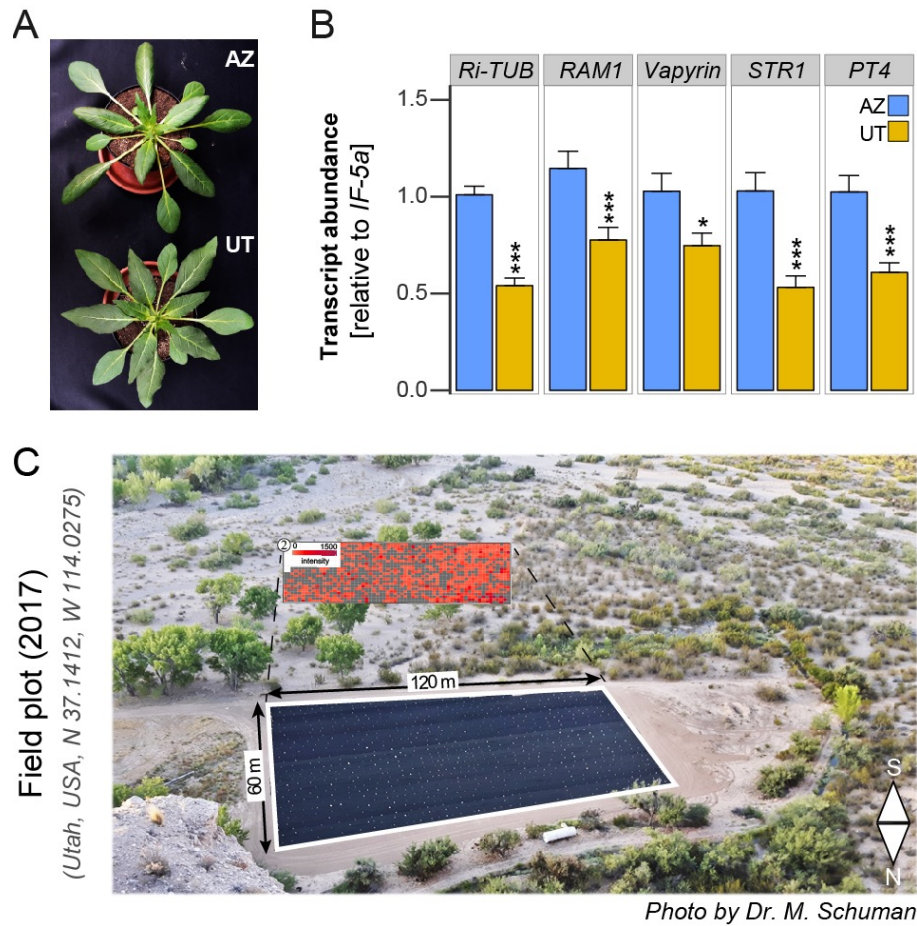 A
AZ
UT
B
Ri-TUB RAM1 Vapyrin STR1 PT4
Transcript abundance
[relative to IF-5a]
1.5
1.0
0.5
0.0
AZ
UT
***
***
*
***
***
C
Field plot (2017)
(Utah, USA, N 37.1412, W 114.0275)
2 0 1500
intensity
120 m
60 m
S
N
Photo by Dr. M. Schuman